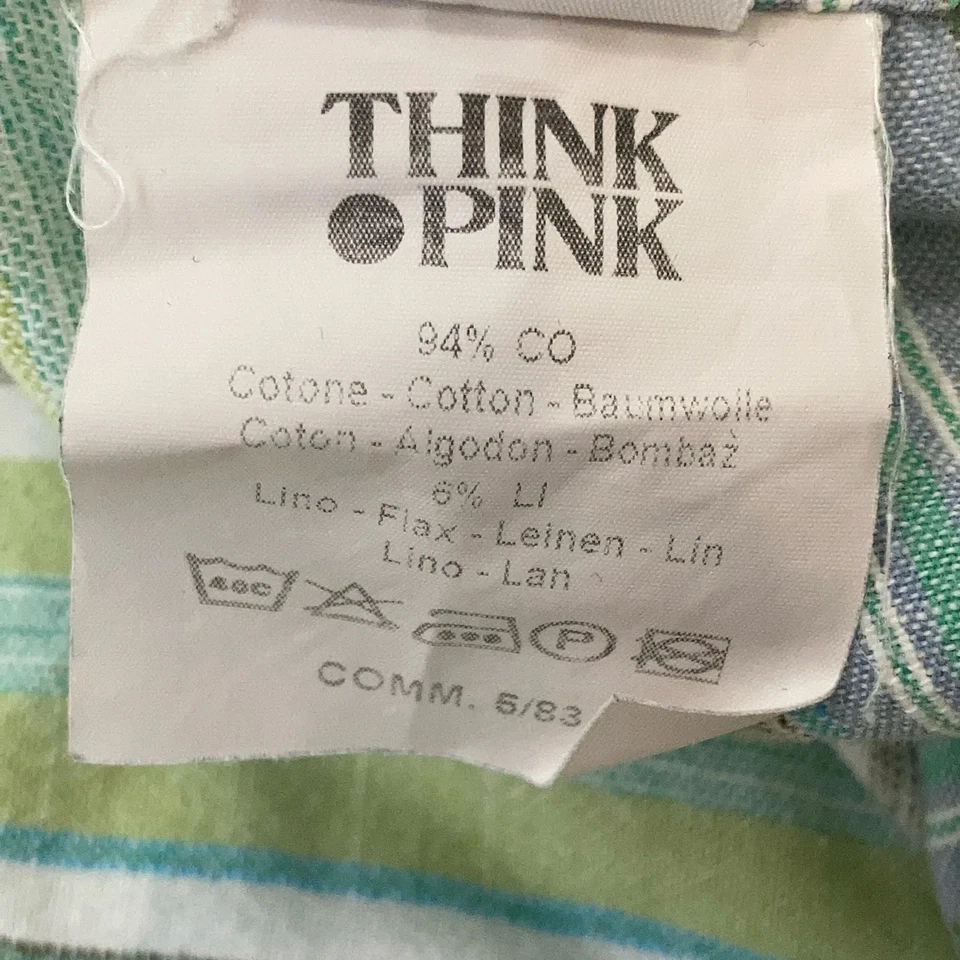 THINK
PINK
94% CO
Cotone - Cotton - Baumwolle
Coton - Algodon - Bombaż
6% LI
Lino - Flax - Leinen - Lin
Lino - Lan
40C
P
COMM. 5/83